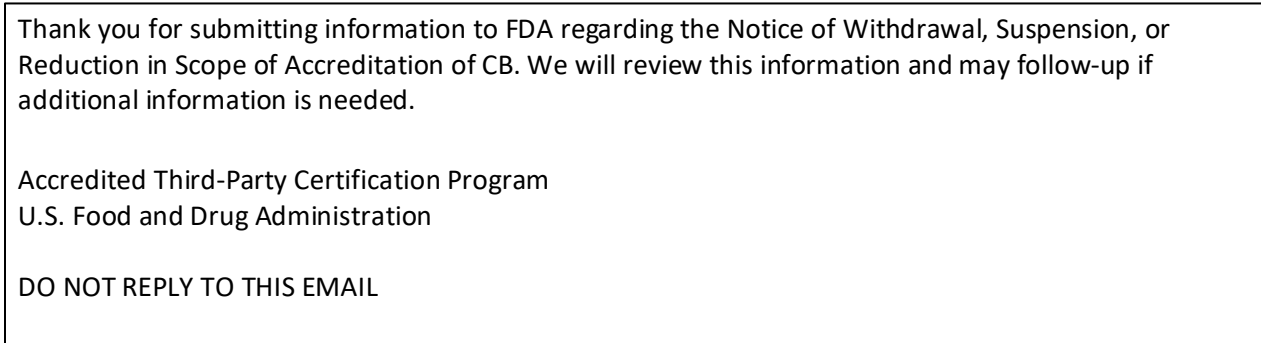 Thank you for submitting information to FDA regarding the Notice of Withdrawal, Suspension, or
Reduction in Scope of Accreditation of CB. We will review this information and may follow-up if
additional information is needed.
Accredited Third-Party Certification Program
U.S. Food and Drug Administration
DO NOT REPLY TO THIS EMAIL